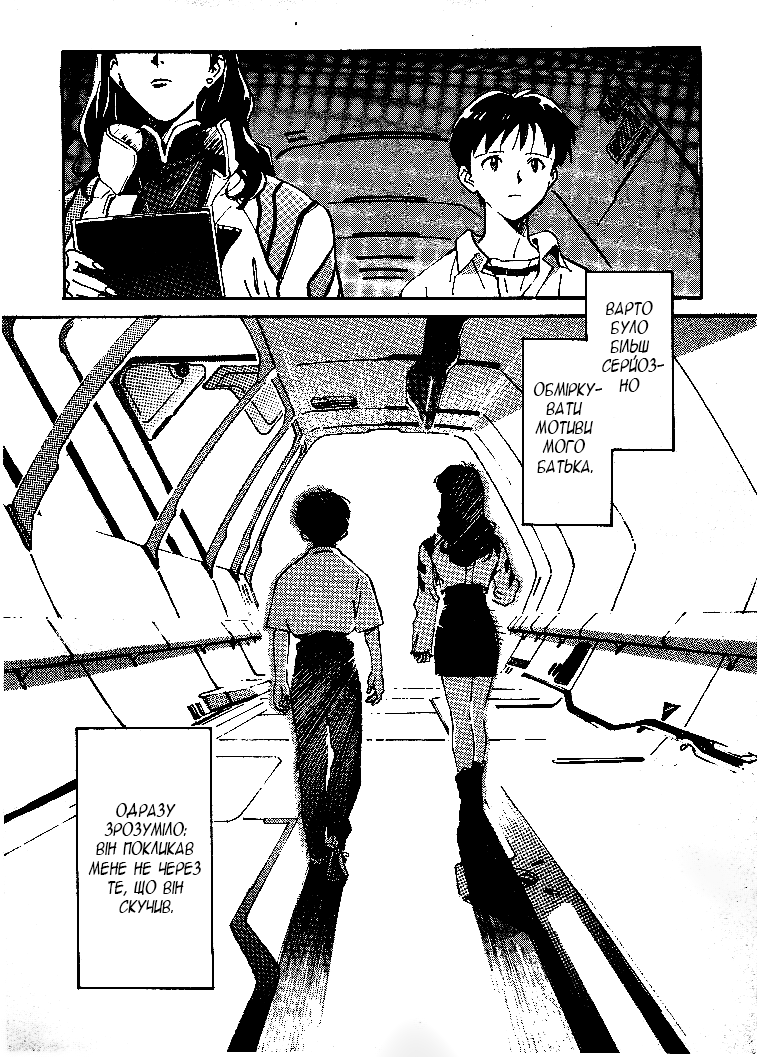 ВАРТО
БУЛО
БІЛЬШ
СЕРЙОЗ-
НО
ОБМІРКУ-
ВАТИ
МОТИВИ
МОГО
БАТЬКА.
ОДРАЗУ
ЗРОЗУМІЛО:
ВІН ПОКЛИКАВ
МЕНЕ НЕ ЧЕРЕЗ
ТЕ, ЩО ВІН
СКУЧИВ.